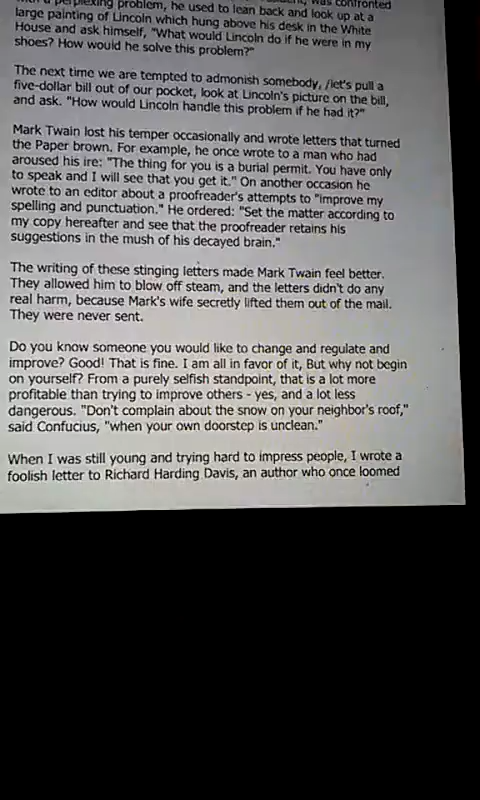 with a perplexing problem, he used to lean back and look up at a
large painting of Lincoln which hung above his desk in the White
House and ask himself, "What would Lincoln do if he were in my
shoes? How would he solve this problem?"
The next time we are tempted to admonish somebody, /let's pull a
five-dollar bill out of our pocket, look at Lincoln's picture on the bill,
and ask. "How would Lincoln handle this problem if he had it?"
Mark Twain lost his temper occasionally and wrote letters that turned
the Paper brown. For example, he once wrote to a man who had
aroused his ire: "The thing for you is a burial permit. You have only
to speak and I will see that you get it." On another occasion he
wrote to an editor about a proofreader's attempts to "improve my
spelling and punctuation." He ordered: "Set the matter according to
my copy hereafter and see that the proofreader retains his
suggestions in the mush of his decayed brain."
The writing of these stinging letters made Mark Twain feel better.
They allowed him to blow off steam, and the letters didn't do any
real harm, because Mark's wife secretly lifted them out of the mail.
They were never sent.
Do you know someone you would like to change and regulate and
improve? Good! That is fine. I am all in favor of it, But why not begin
on yourself? From a purely selfish standpoint, that is a lot more
profitable than trying to improve others - yes, and a lot less
dangerous. "Don't complain about the snow on your neighbor's roof,"
said Confucius, "when your own doorstep is unclean."
When I was still young and trying hard to impress people, I wrote a
foolish letter to Richard Harding Davis, an author who once loomed